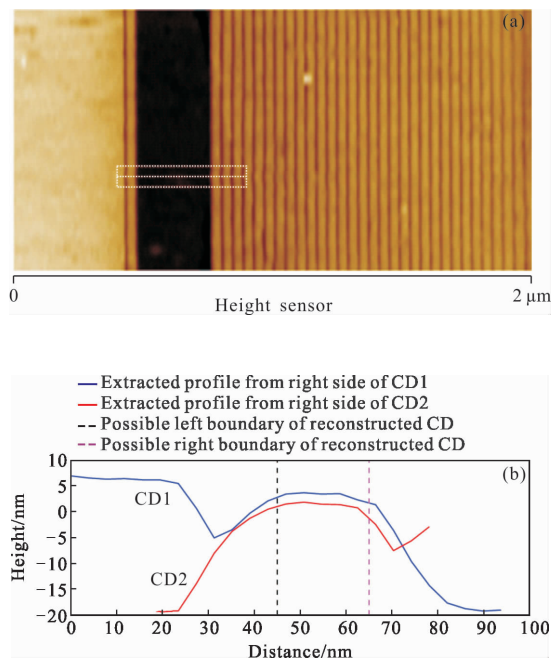 (a)
0
2 μm
Height sensor
Extracted profile from right side of CD1
Extracted profile from right side of CD2
Possible left boundary of reconstructed CD
Possible right boundary of reconstructed CD
(b)
10
5
0
−5
−10
−15
−20
Height/nm
CD1
CD2
0 10 20 30 40 50 60 70 80 90 100
Distance/nm